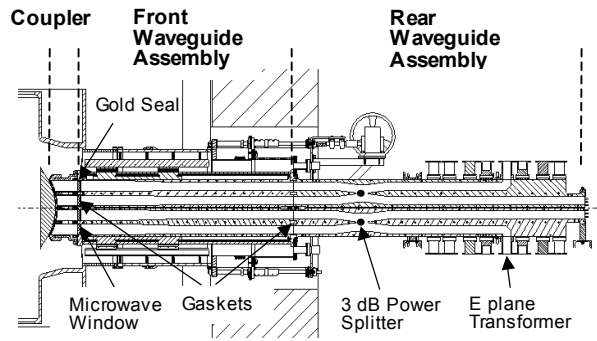 Coupler
Front
Waveguide
Assembly
Rear
Waveguide
Assembly
Gold Seal
Microwave
Window
Gaskets
3 dB Power
Splitter
E plane
Transformer